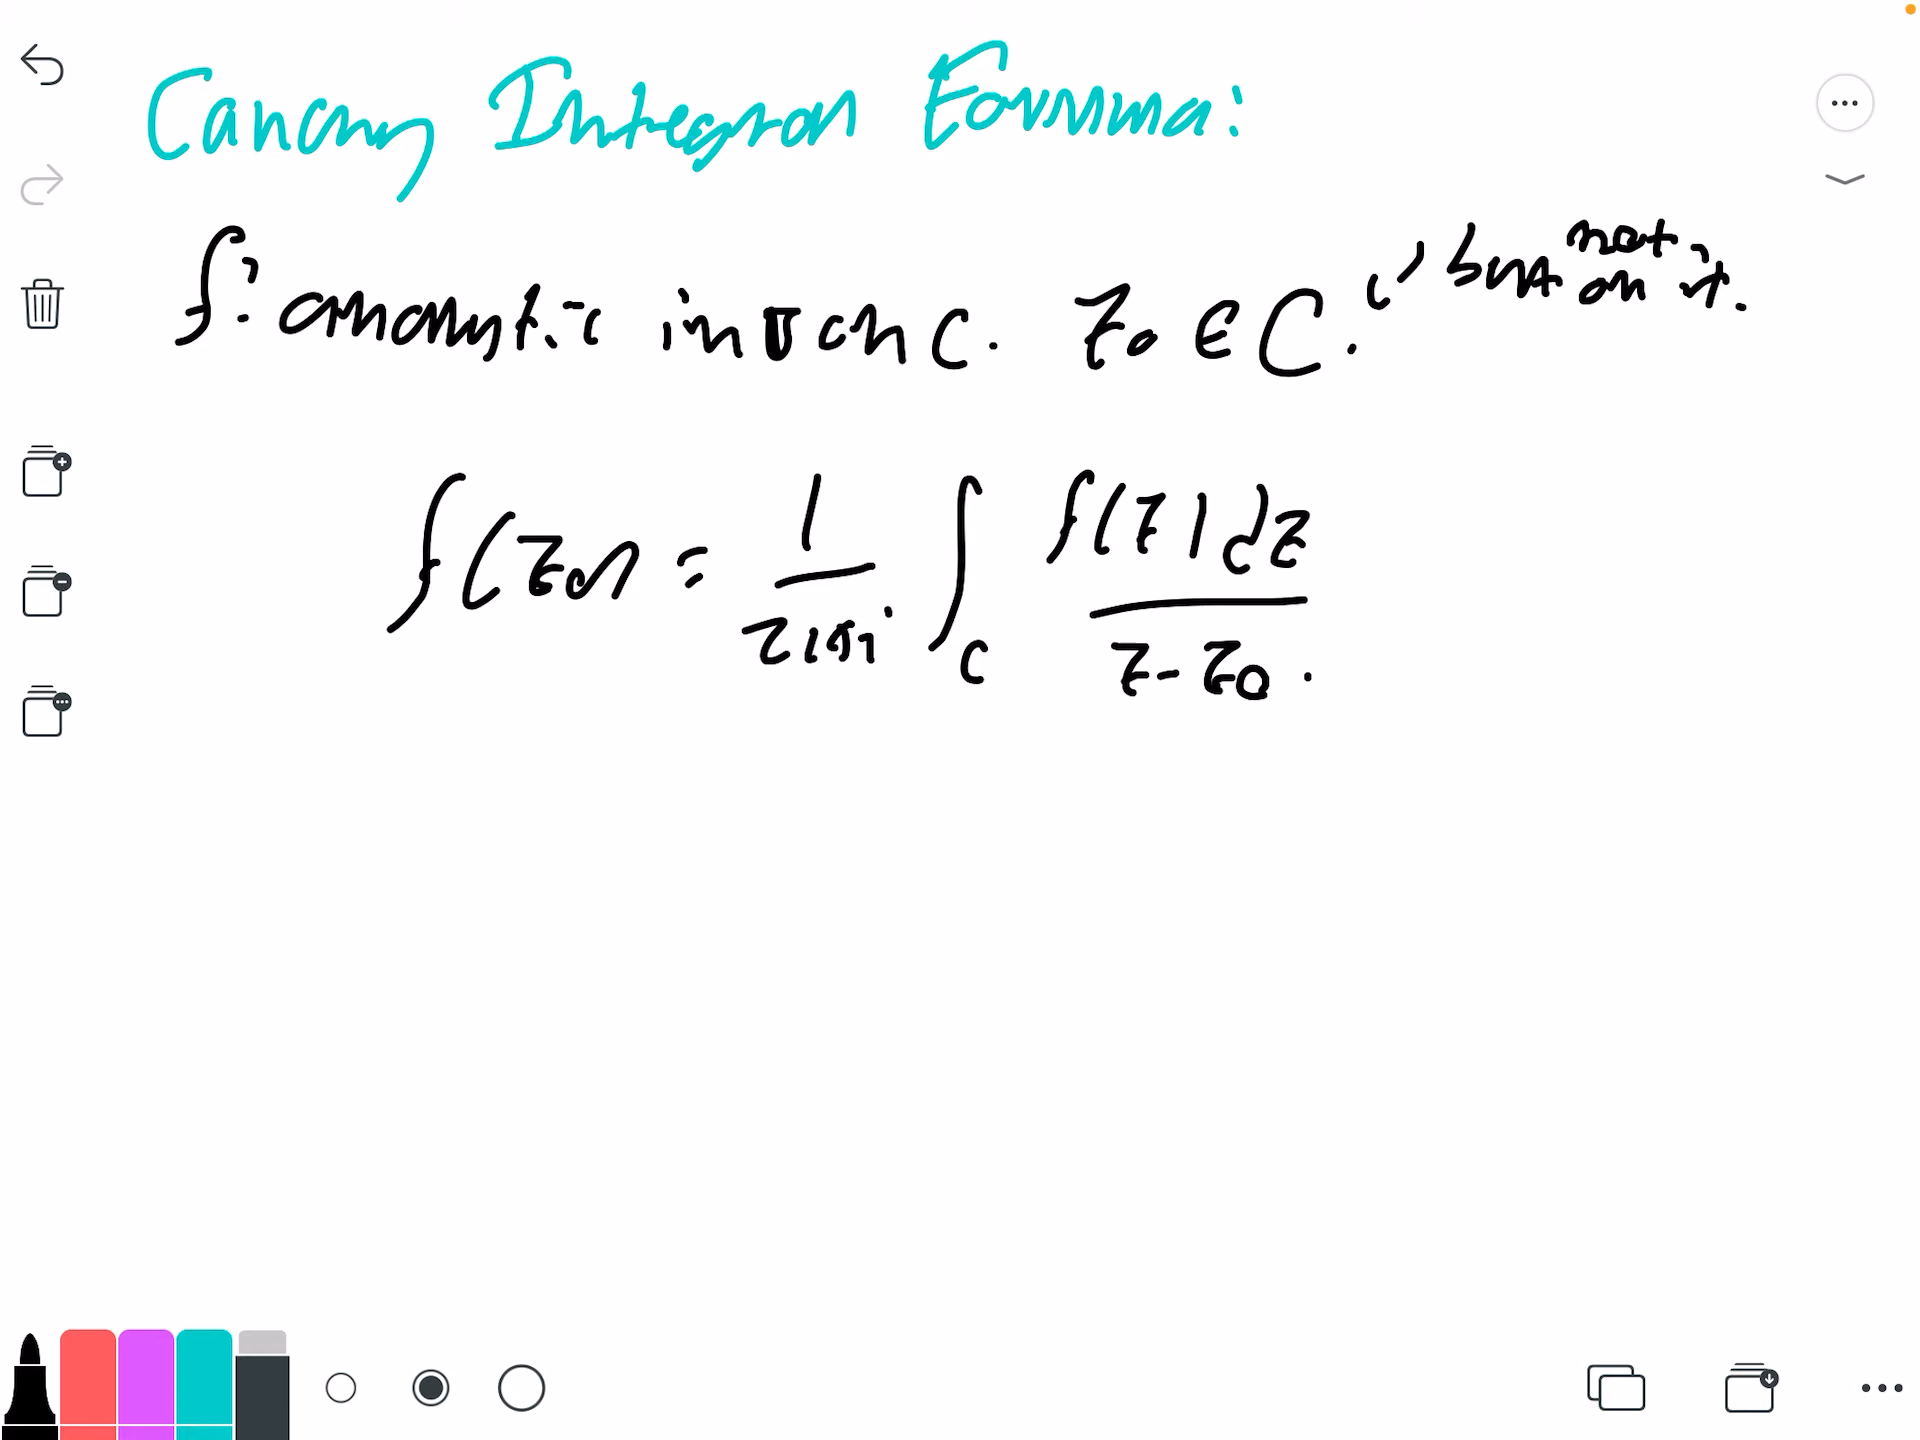 Cauchy Integral Formula:
f: analytic in & on C. z₀ ∈ C. , but not on it.
f(z₀) = 1/2πi ∫_C f(z)dz / z - z₀ .